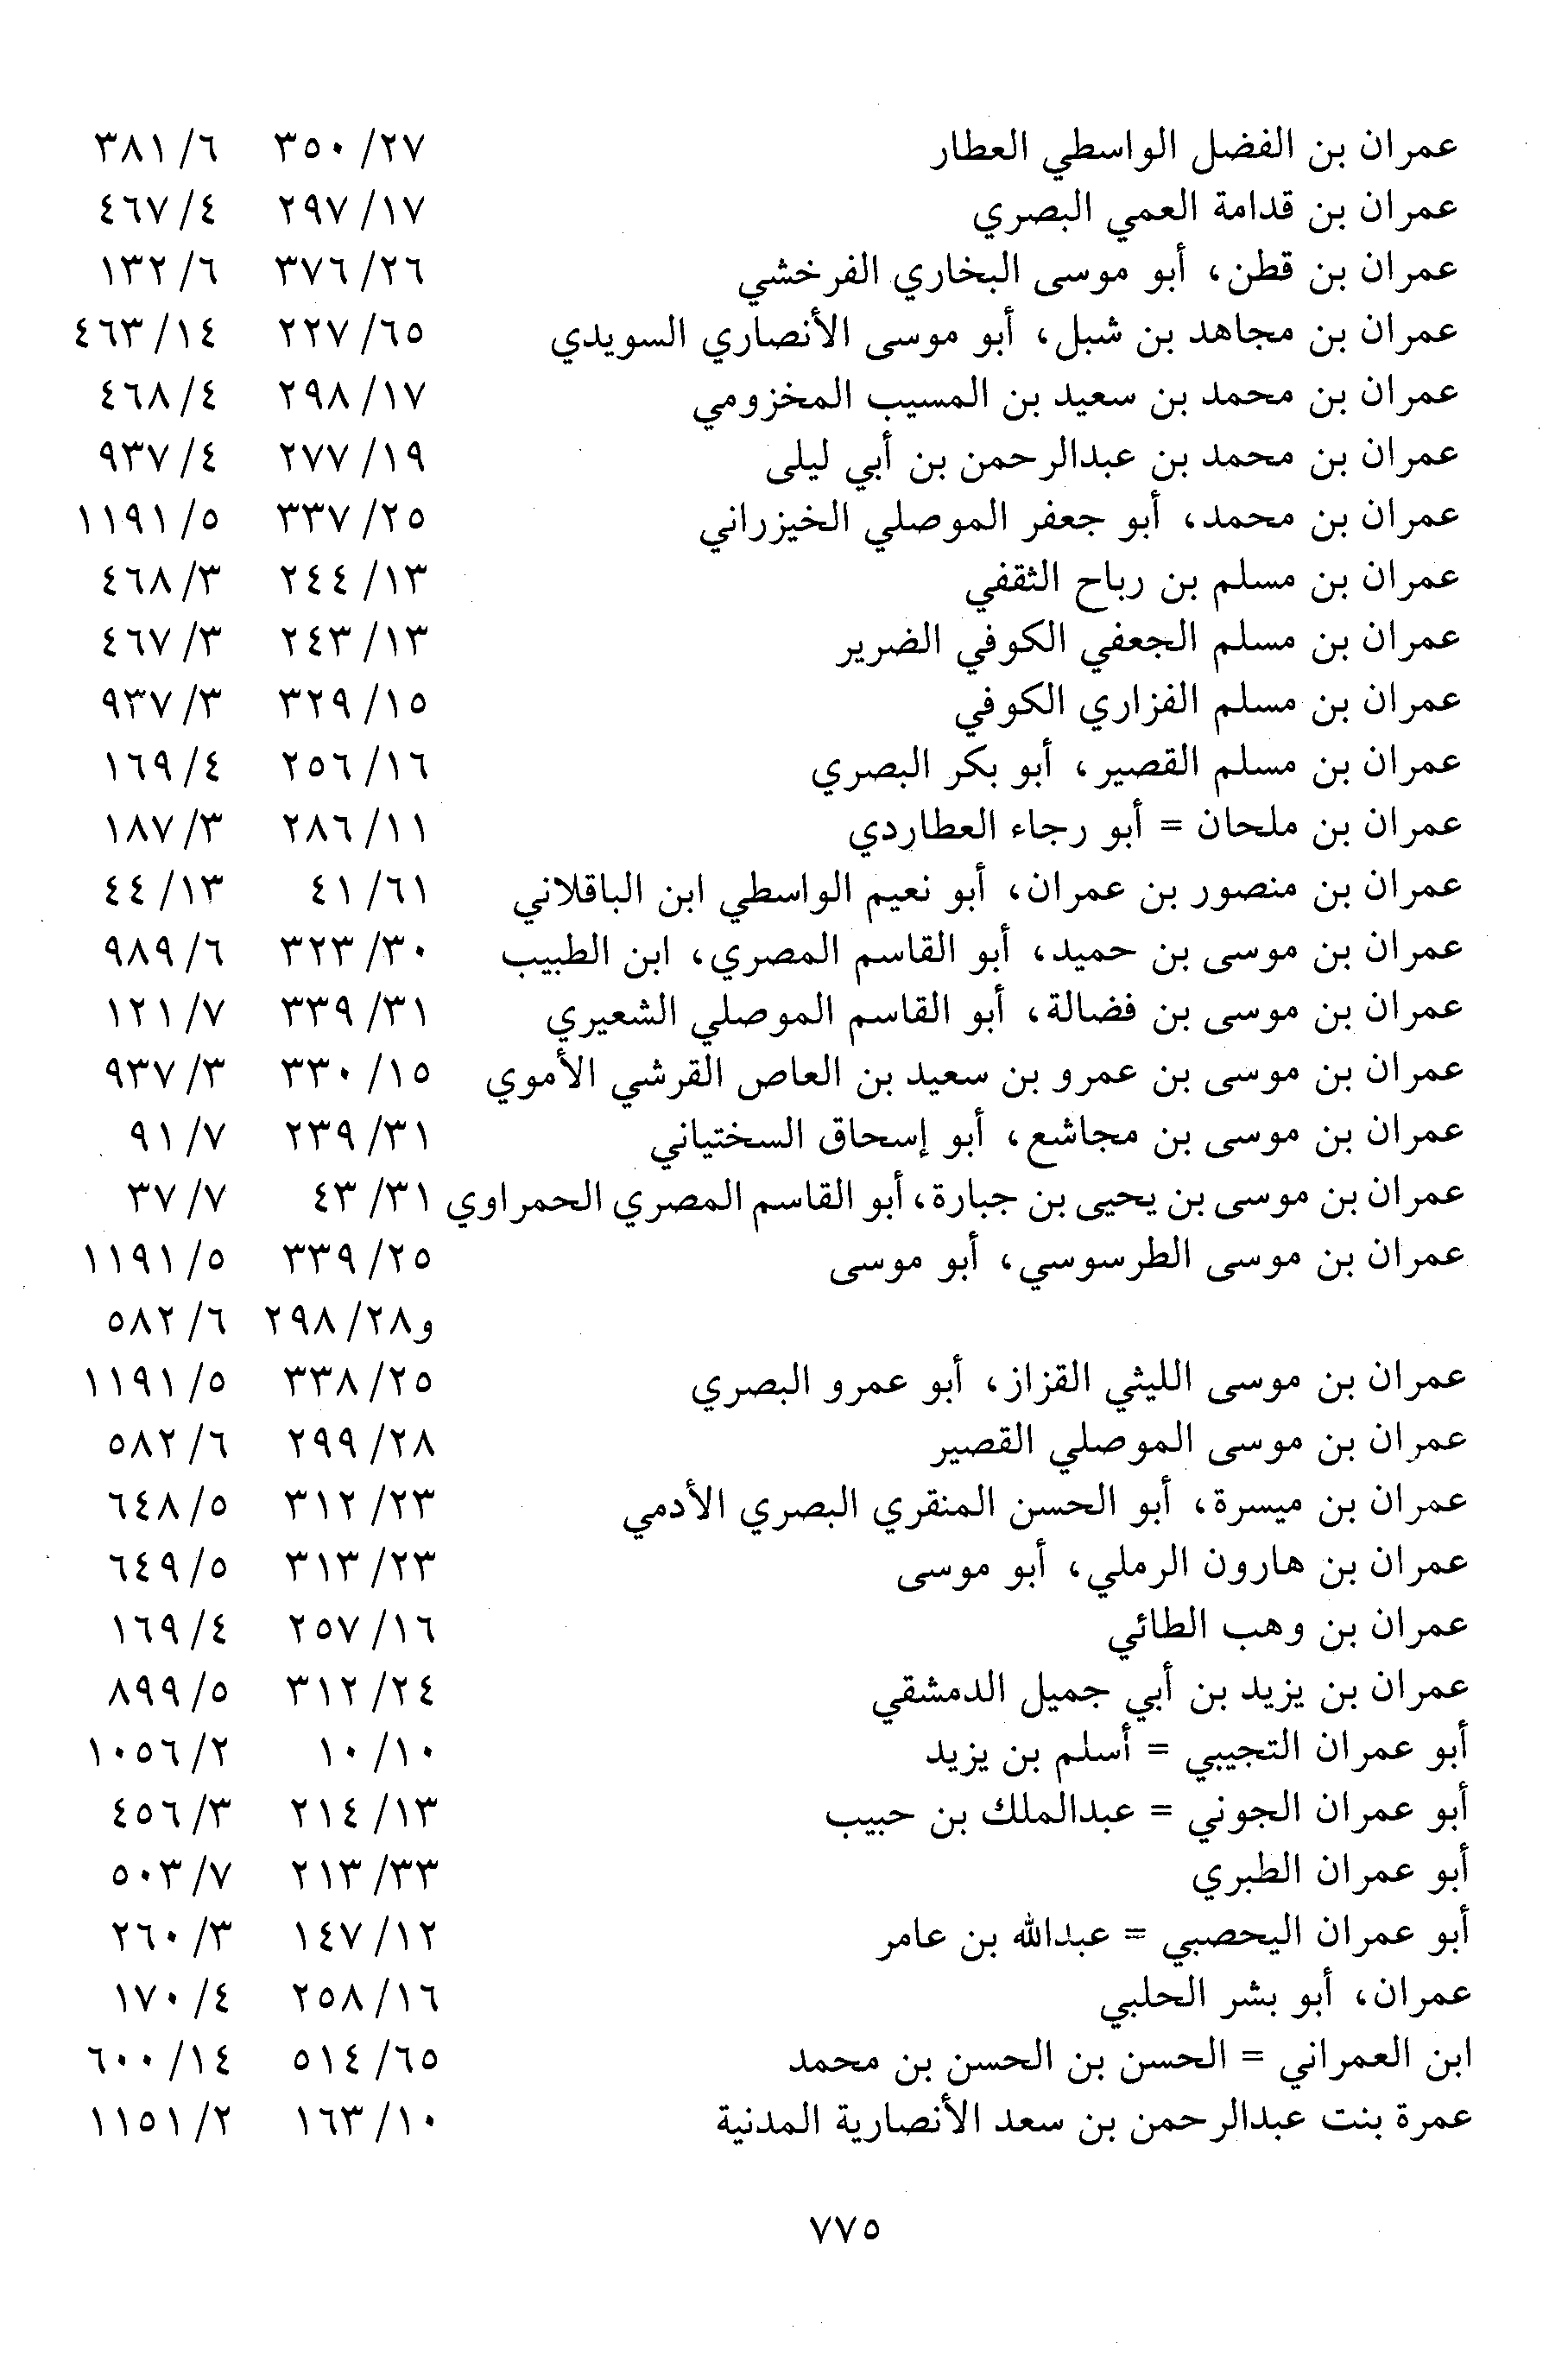 عمران بن الفضل الواسطي العطار ٢٧/ ٣٥٠ ٦/ ٣٨١
عمران بن قدامة العمي البصري ١٧/ ٢٩٧ ٤/ ٤٦٧
عمران بن قطن، أبو موسى البخاري الفرخشي ٢٦/ ٣٧٦ ٦/ ١٣٢
عمران بن مجاهد بن شبل، أبو موسى الأنصاري السويدي ٦٥/ ٢٢٧ ١٤/ ٤٦٣
عمران بن محمد بن سعيد بن المسيب المخزومي ١٧/ ٢٩٨ ٤/ ٤٦٨
عمران بن محمد بن عبدالرحمن بن أبي ليلى ١٩/ ٢٧٧ ٤/ ٩٣٧
عمران بن محمد، أبو جعفر الموصلي الخيزراني ٢٥/ ٣٣٧ ٥/ ١١٩١
عمران بن مسلم بن رباح الثقفي ١٣/ ٢٤٤ ٣/ ٤٦٨
عمران بن مسلم الجعفي الكوفي الضرير ١٣/ ٢٤٣ ٣/ ٤٦٧
عمران بن مسلم الفزاري الكوفي ١٥/ ٣٢٩ ٣/ ٩٣٧
عمران بن مسلم القصير، أبو بكر البصري ١٦/ ٢٥٦ ٤/ ١٦٩
عمران بن ملحان = أبو رجاء العطاردي ١١/ ٢٨٦ ٣/ ١٨٧
عمران بن منصور بن عمران، أبو نعيم الواسطي ابن الباقلاني ٦١/ ٤١ ١٣/ ٤٤
عمران بن موسى بن حميد، أبو القاسم المصري، ابن الطبيب ٣٠/ ٣٢٣ ٦/ ٩٨٩
عمران بن موسى بن فضالة، أبو القاسم الموصلي الشعيري ٣١/ ٣٣٩ ٧/ ١٢١
عمران بن موسى بن عمرو بن سعيد بن العاص القرشي الأموي ١٥/ ٣٣٠ ٣/ ٩٣٧
عمران بن موسى بن مجاشع، أبو إسحاق السختياني ٣١/ ٢٣٩ ٧/ ٩١
عمران بن موسى بن يحيى بن جبارة، أبو القاسم المصري الحمراوي ٣١/ ٤٣ ٧/ ٣٧
عمران بن موسى الطرسوسي، أبو موسى ٢٥/ ٣٣٩ ٥/ ١١٩١
و٢٨/ ٢٩٨ ٦/ ٥٨٢
عمران بن موسى الليثي القزاز، أبو عمرو البصري ٢٥/ ٣٣٨ ٥/ ١١٩١
عمران بن موسى الموصلي القصير ٢٨/ ٢٩٩ ٦/ ٥٨٢
عمران بن ميسرة، أبو الحسن المنقري البصري الأدمي ٢٣/ ٣١٢ ٥/ ٦٤٨
عمران بن هارون الرملي، أبو موسى ٢٣/ ٣١٣ ٥/ ٦٤٩
عمران بن وهب الطائي ١٦/ ٢٥٧ ٤/ ١٦٩
عمران بن يزيد بن أبي جميل الدمشقي ٢٤/ ٣١٢ ٥/ ٨٩٩
أبو عمران التجيبي = أسلم بن يزيد ١٠/ ١٠ ٢/ ١٠٥٦
أبو عمران الجوني = عبدالملك بن حبيب ١٣/ ٢١٤ ٣/ ٤٥٦
أبو عمران الطبري ٣٣/ ٢١٣ ٧/ ٥٠٣
أبو عمران اليحصبي = عبدالله بن عامر ١٢/ ١٤٧ ٣/ ٢٦٠
عمران، أبو بشر الحلبي ١٦/ ٢٥٨ ٤/ ١٧٠
ابن العمراني = الحسن بن الحسن بن محمد ٦٥/ ٥١٤ ١٤/ ٦٠٠
عمرة بنت عبدالرحمن بن سعد الأنصارية المدنية ١٠/ ١٦٣ ٢/ ١١٥١
٧٧٥